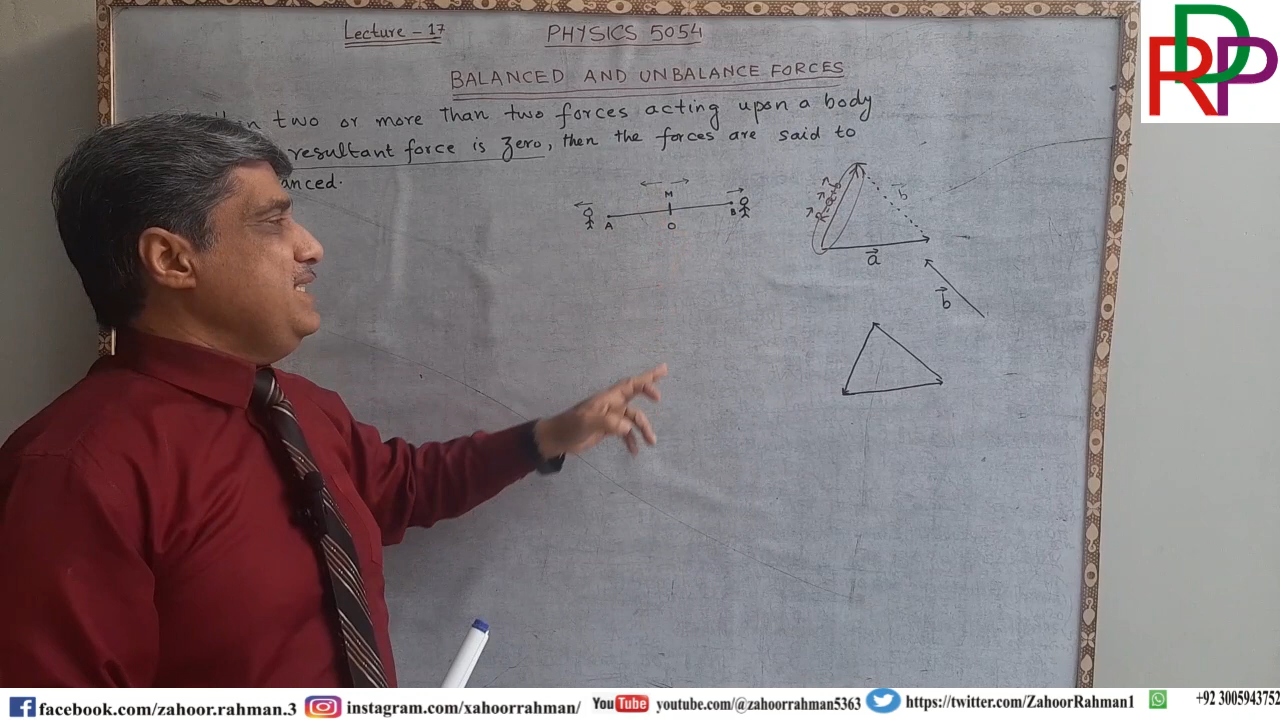 Lecture - 17
PHYSICS 5054
BALANCED AND UNBALANCE FORCES
two or more than two forces acting upon a body
resultant force is zero, then the forces are said to
M
A
O
B
b
a
b
RDP
facebook.com/zahoor.rahman.3
instagram.com/xahoorrahman/
YouTube youtube.com/@zahoorrahman5363
https://twitter.com/ZahoorRahman1
+92 3005943752